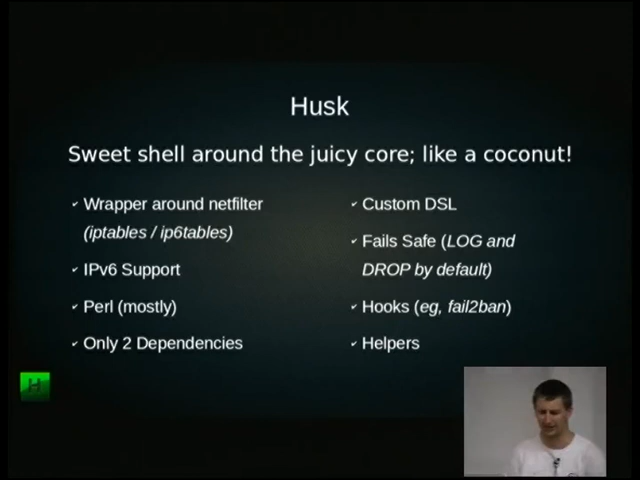 Husk
Sweet shell around the juicy core; like a coconut!
✔ Wrapper around netfilter
(iptables / ip6tables)
✔ IPv6 Support
✔ Perl (mostly)
✔ Only 2 Dependencies
✔ Custom DSL
✔ Fails Safe (LOG and
DROP by default)
✔ Hooks (eg, fail2ban)
✔ Helpers
H